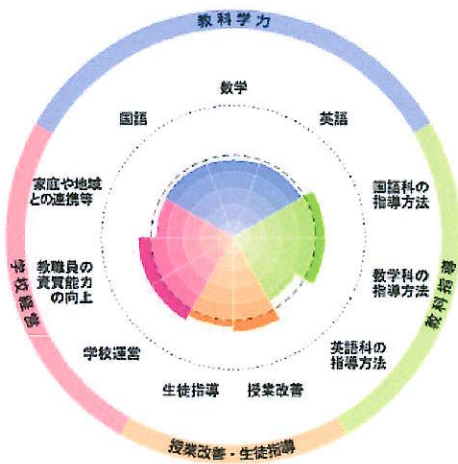 教科学力
数学
国語
英語
家庭や地域
との連携等
国語科の
指導方法
教職員の
資質能力
の向上
数学科の
指導方法
学校経営
教科指導
学校運営
英語科の
指導方法
生徒指導
授業改善
授業改善・生徒指導